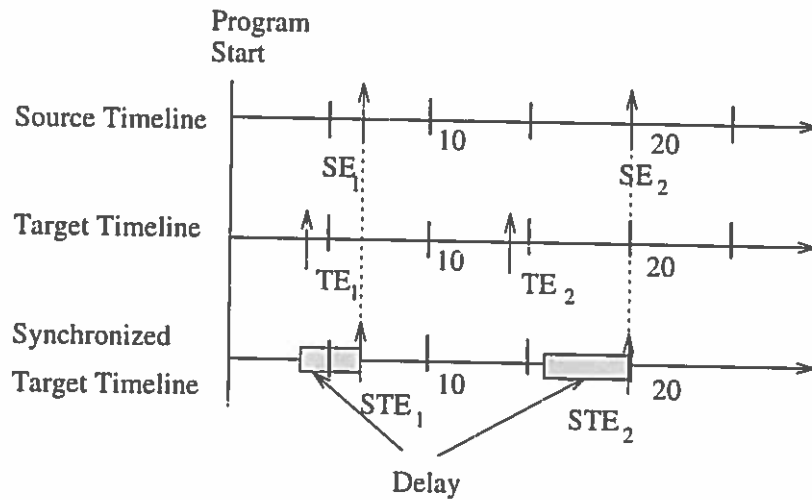 Program
Start
Source Timeline
10
20
SE1
SE2
Target Timeline
10
20
TE1
TE2
Synchronized
Target Timeline
10
20
STE1
STE2
Delay